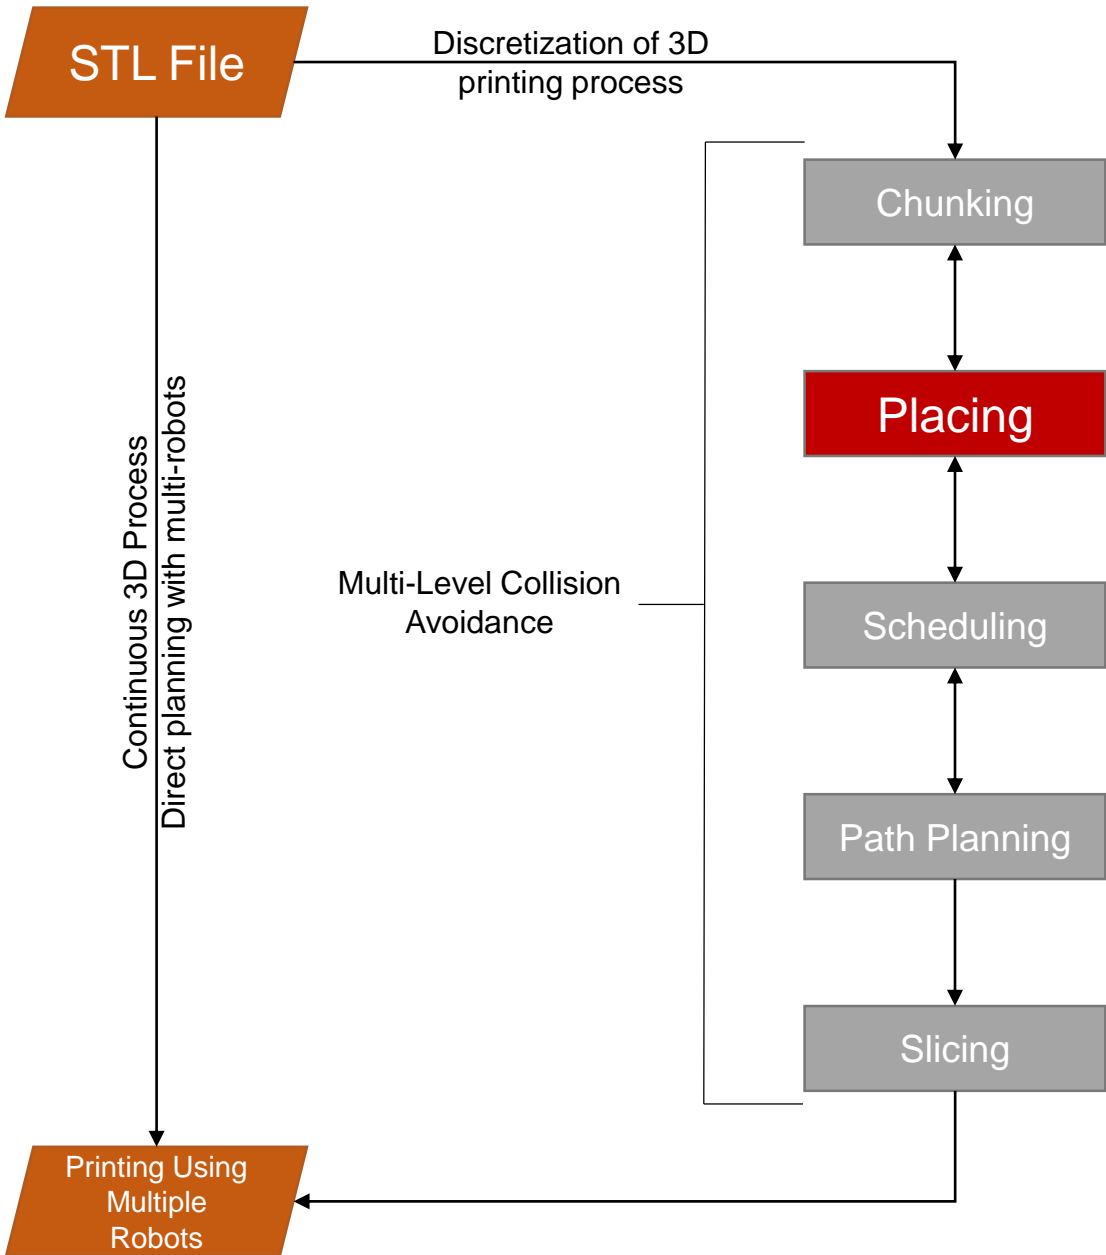 STL File
Discretization of 3D
printing process
Chunking
Placing
Continuous 3D Process
Direct planning with multi-robots
Multi-Level Collision
Avoidance
Scheduling
Path Planning
Slicing
Printing Using
Multiple
Robots